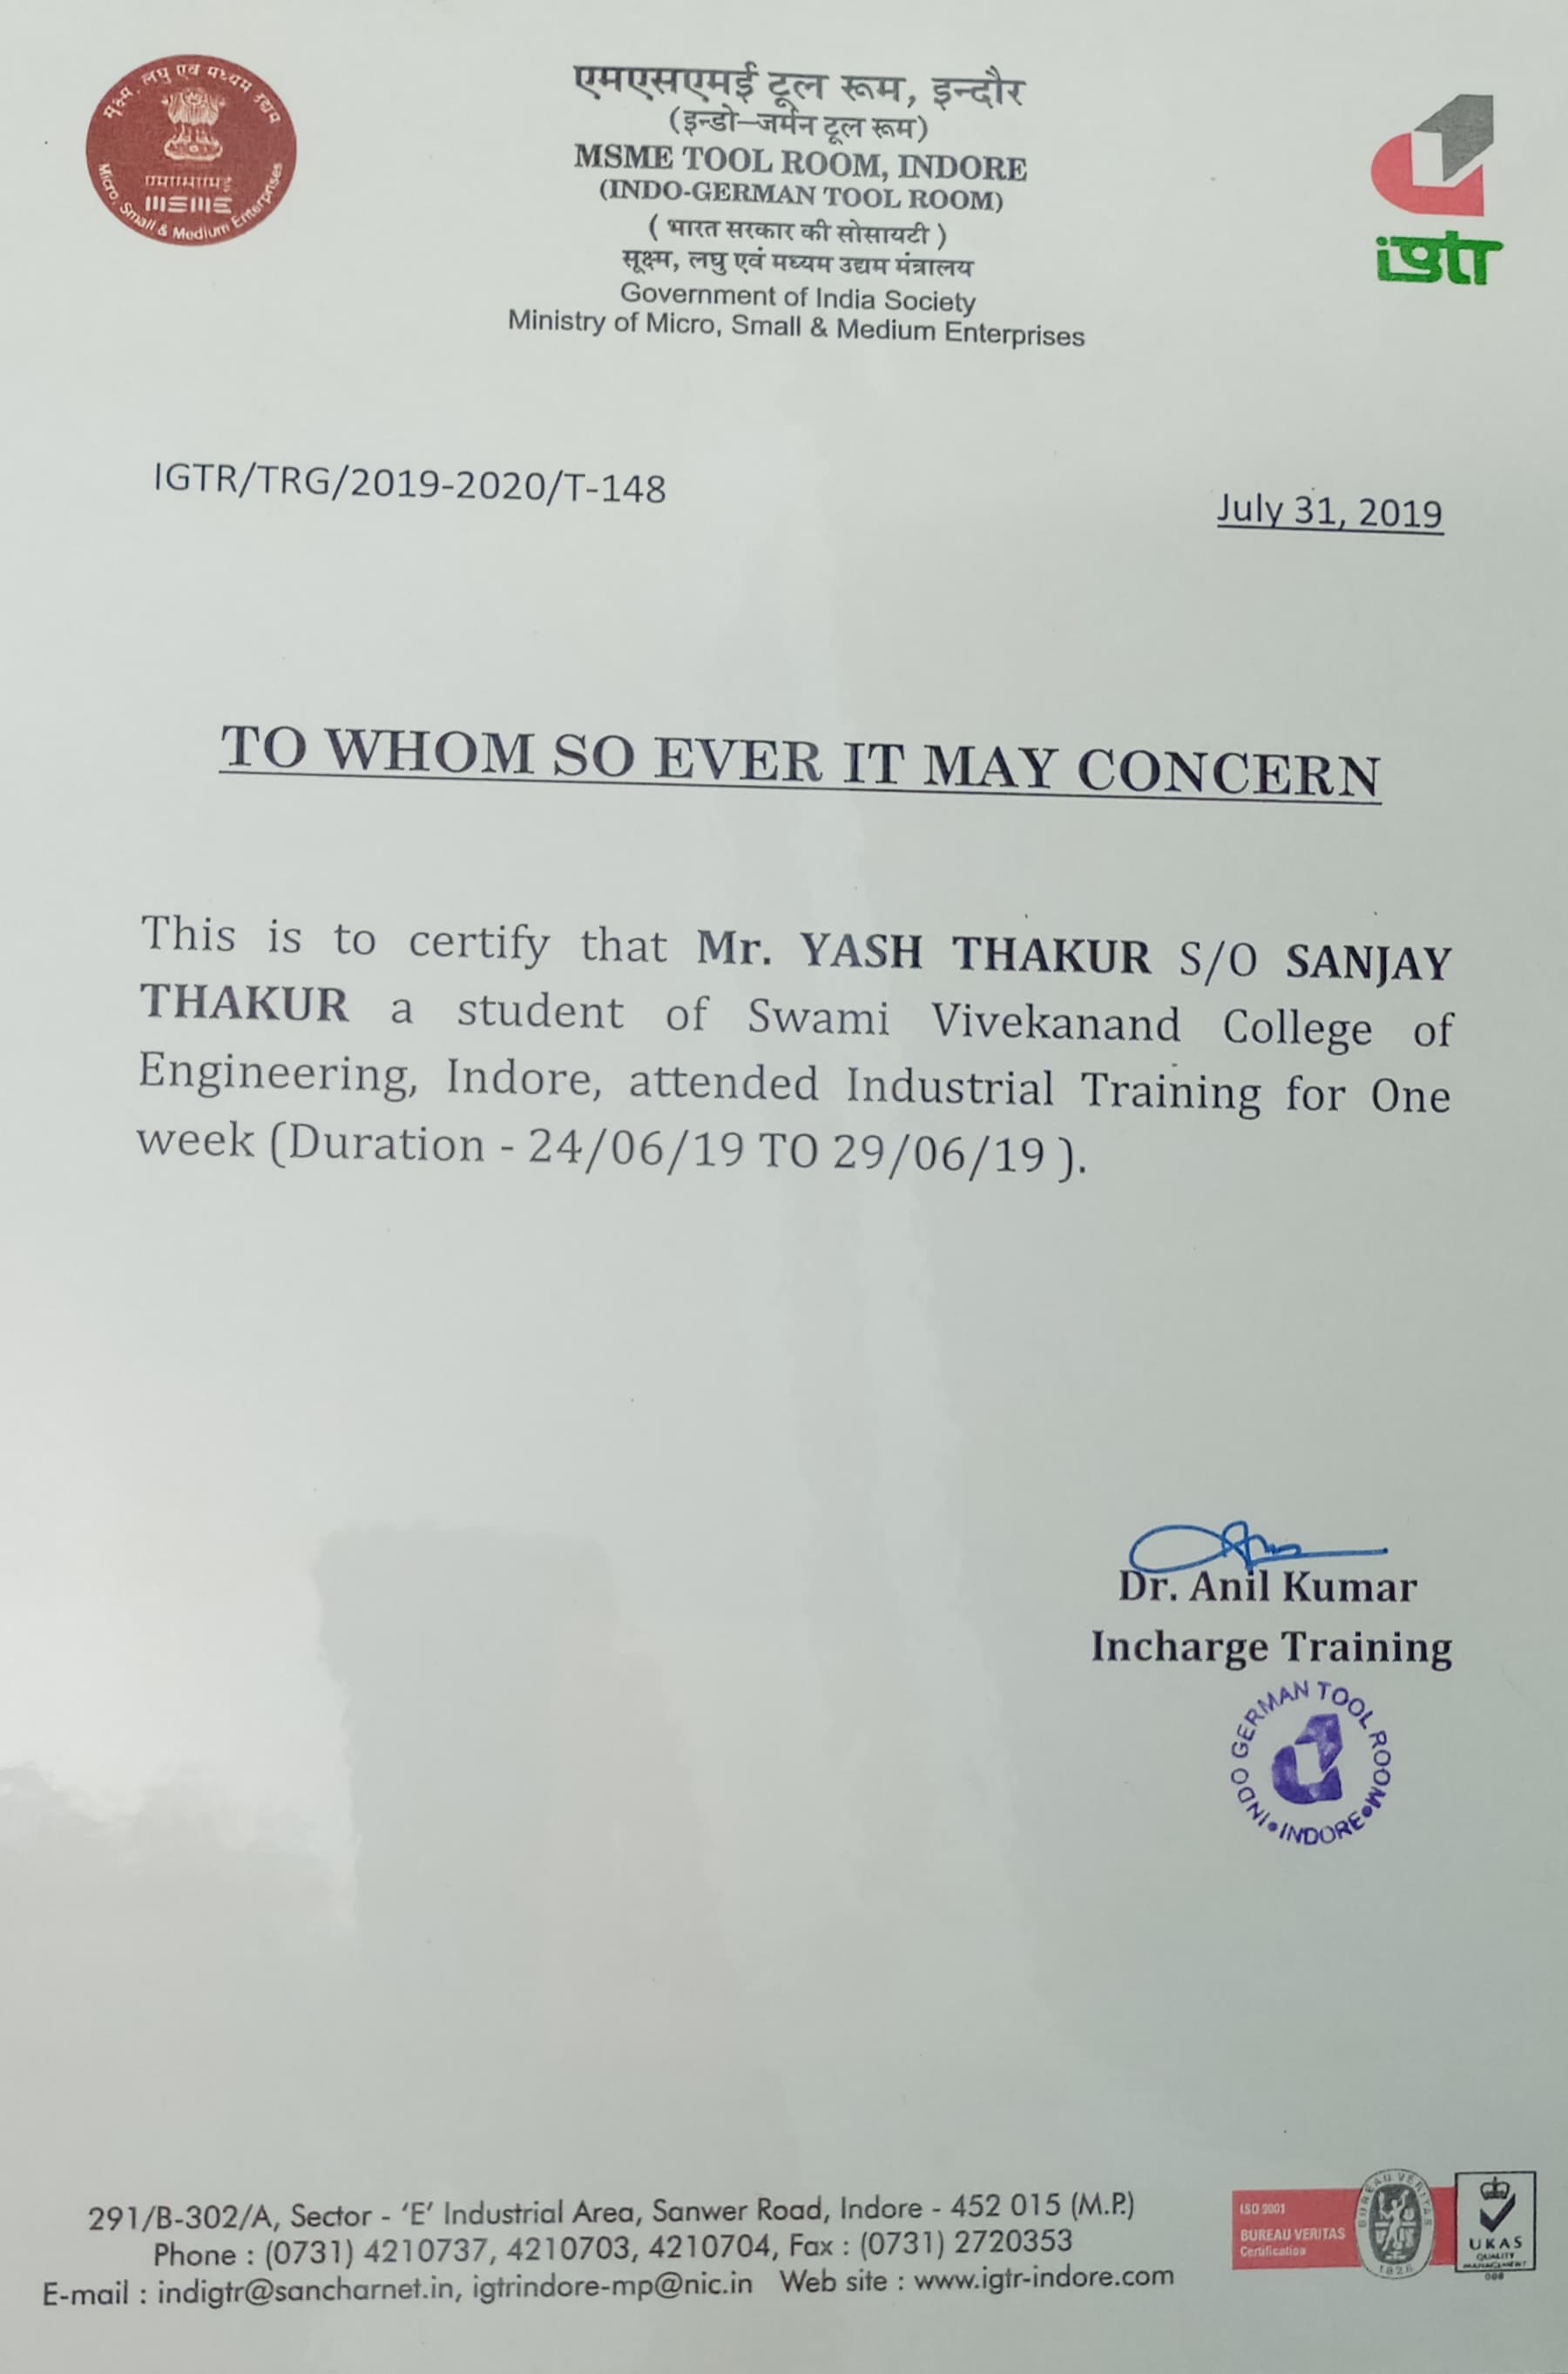 सूक्ष्म, लघु एवं मध्यम उद्यम
MSME
Micro, Small & Medium Enterprises
एमएसएमई टूल रूम, इन्दौर
(इन्डो-जर्मन टूल रूम)
MSME TOOL ROOM, INDORE
(INDO-GERMAN TOOL ROOM)
( भारत सरकार की सोसायटी )
सूक्ष्म, लघु एवं मध्यम उद्यम मंत्रालय
Government of India Society
Ministry of Micro, Small & Medium Enterprises
igtr
IGTR/TRG/2019-2020/T-148
July 31, 2019
TO WHOM SO EVER IT MAY CONCERN
This is to certify that Mr. YASH THAKUR S/O SANJAY
THAKUR a student of Swami Vivekanand College of
Engineering, Indore, attended Industrial Training for One
week (Duration - 24/06/19 TO 29/06/19 ).
Dr. Anil Kumar
Incharge Training
INDO GERMAN TOOL ROOM
INDORE
291/B-302/A, Sector - 'E' Industrial Area, Sanwer Road, Indore - 452 015 (M.P.)
Phone : (0731) 4210737, 4210703, 4210704, Fax : (0731) 2720353
E-mail : indigtr@sancharnet.in, igtrindore-mp@nic.in Web site : www.igtr-indore.com
ISO 9001
BUREAU VERITAS
Certification
BUREAU VERITAS
1828
UKAS
QUALITY
MANAGEMENT
008